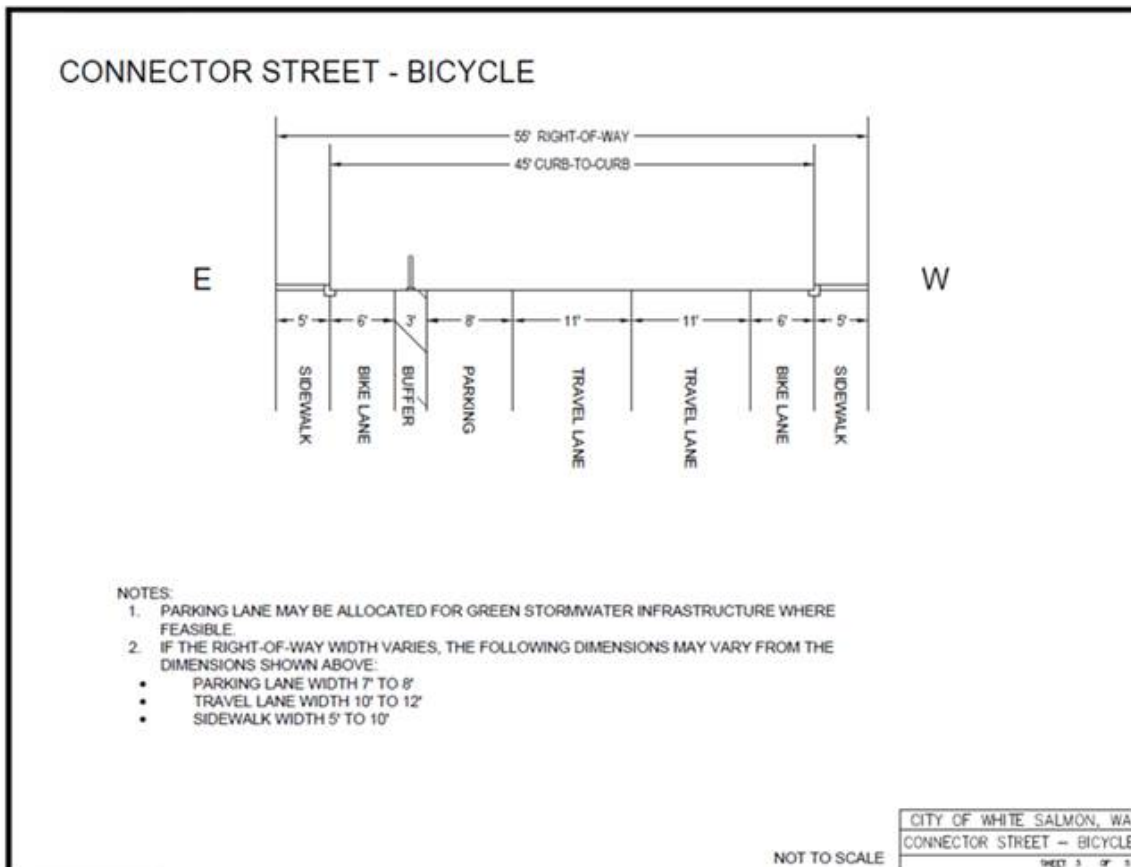 CONNECTOR STREET - BICYCLE
55' RIGHT-OF-WAY
45' CURB-TO-CURB
E
W
5'
6'
3'
8'
11'
11'
6'
5'
SIDEWALK
BIKE LANE
BUFFER
PARKING
TRAVEL LANE
TRAVEL LANE
BIKE LANE
SIDEWALK
NOTES:
1. PARKING LANE MAY BE ALLOCATED FOR GREEN STORMWATER INFRASTRUCTURE WHERE
FEASIBLE.
2. IF THE RIGHT-OF-WAY WIDTH VARIES, THE FOLLOWING DIMENSIONS MAY VARY FROM THE
DIMENSIONS SHOWN ABOVE:
• PARKING LANE WIDTH 7' TO 8'
• TRAVEL LANE WIDTH 10' TO 12'
• SIDEWALK WIDTH 5' TO 10'
CITY OF WHITE SALMON, WA
CONNECTOR STREET - BICYCLE
NOT TO SCALE
SHEET OF